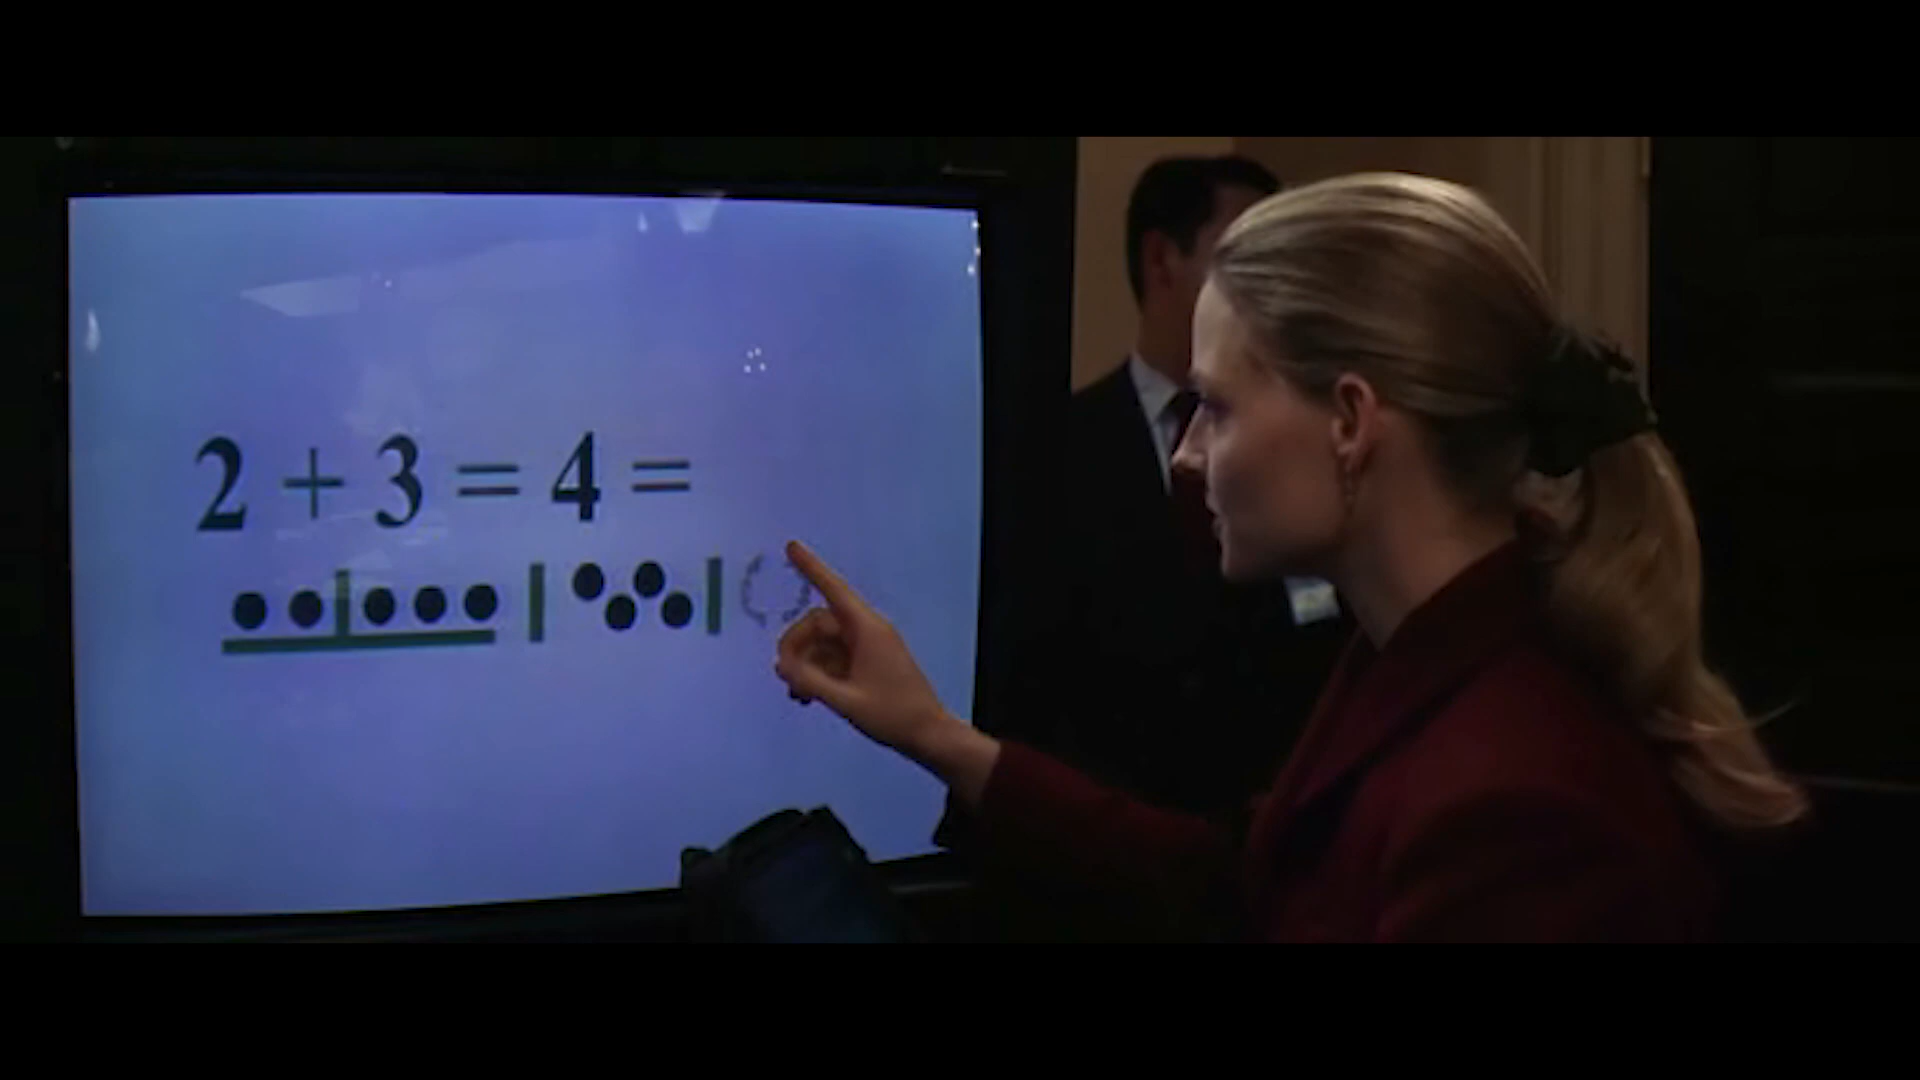 2 + 3 = 4 =